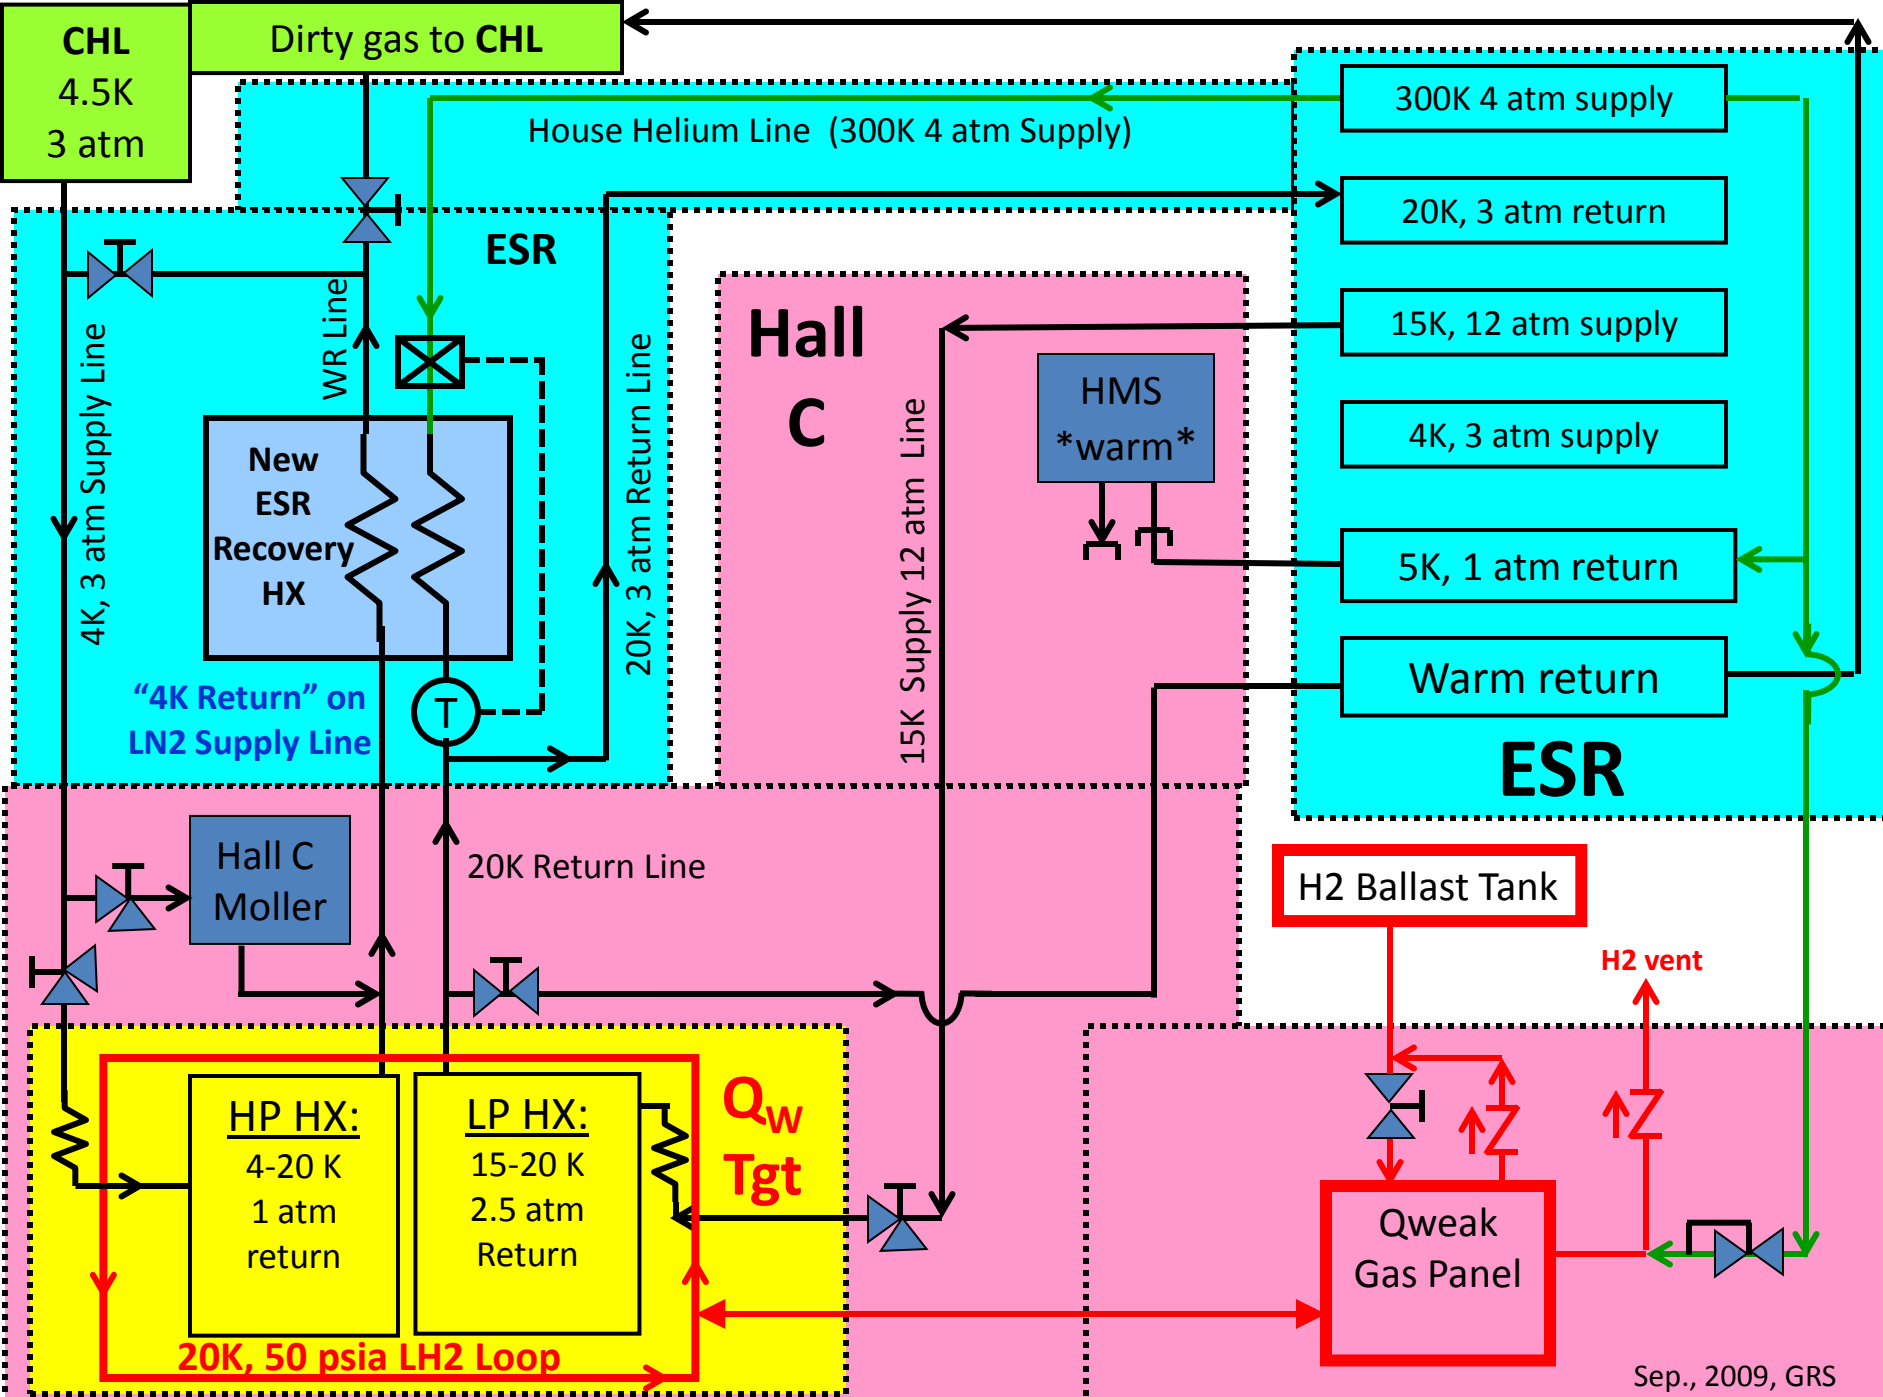 CHL
4.5K
3 atm
Dirty gas to CHL
House Helium Line  (300K 4 atm Supply)
300K 4 atm supply
20K, 3 atm return
15K, 12 atm supply
4K, 3 atm supply
5K, 1 atm return
Warm return
ESR
ESR
WR Line
4K, 3 atm Supply Line
20K, 3 atm Return Line
New
ESR
Recovery
HX
"4K Return" on
LN2 Supply Line
T
Hall
C
HMS
*warm*
15K  Supply 12 atm  Line
Hall C
Moller
20K Return Line
HP HX:
4-20 K
1 atm
return
LP HX:
15-20 K
2.5 atm
Return
QW
Tgt
20K, 50 psia LH2 Loop
H2 Ballast Tank
H2 vent
Qweak
Gas Panel
Sep., 2009, GRS